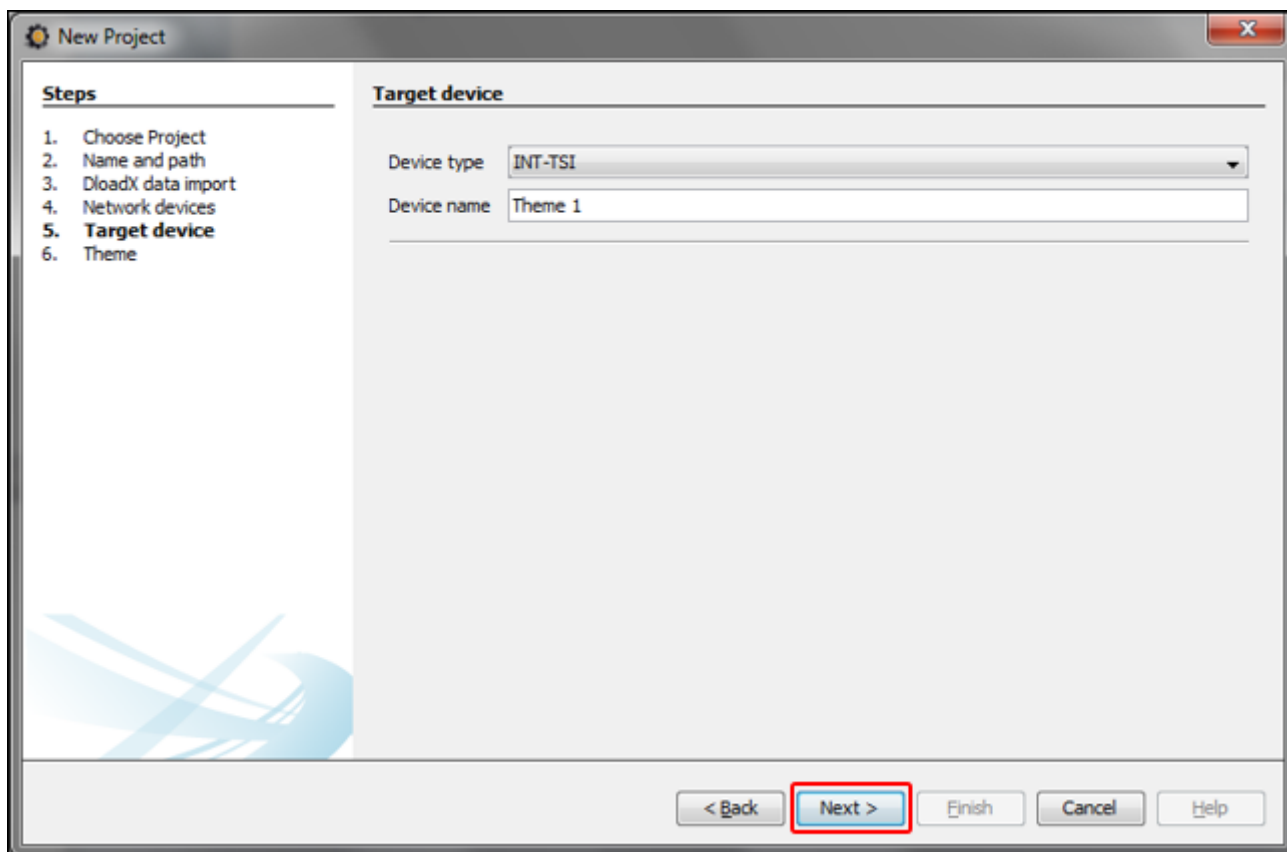 New Project
Steps
1. Choose Project
2. Name and path
3. DloadX data import
4. Network devices
5. Target device
6. Theme
Target device
Device type INT-TSI
Device name Theme 1
< Back Next > Finish Cancel Help